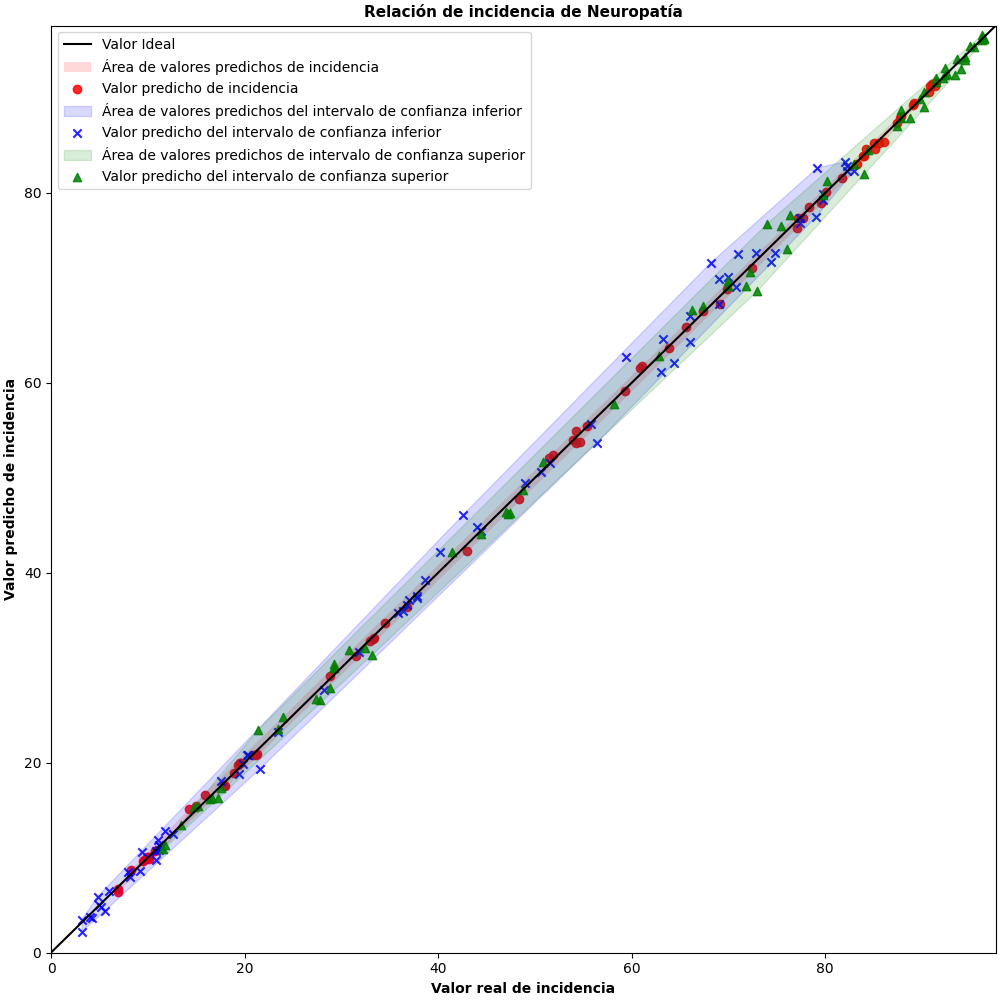 Relación de incidencia de Neuropatía
Valor Ideal
Área de valores predichos de incidencia
Valor predicho de incidencia
Área de valores predichos del intervalo de confianza inferior
Valor predicho del intervalo de confianza inferior
Área de valores predichos de intervalo de confianza superior
Valor predicho del intervalo de confianza superior
Valor predicho de incidencia
80
60
40
20
0
0 20 40 60 80
Valor real de incidencia